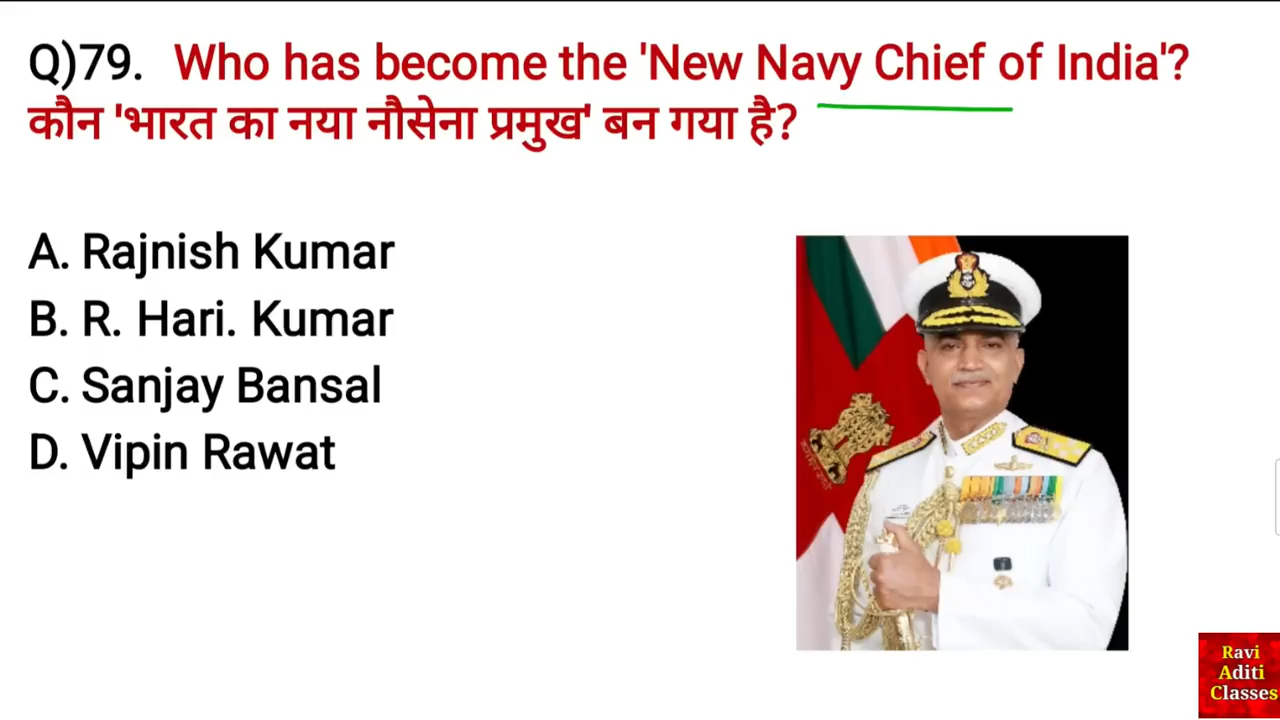 Q)79. Who has become the 'New Navy Chief of India'?
कौन 'भारत का नया नौसेना प्रमुख' बन गया है?
A. Rajnish Kumar
B. R. Hari. Kumar
C. Sanjay Bansal
D. Vipin Rawat
Ravi
Aditi
Classes